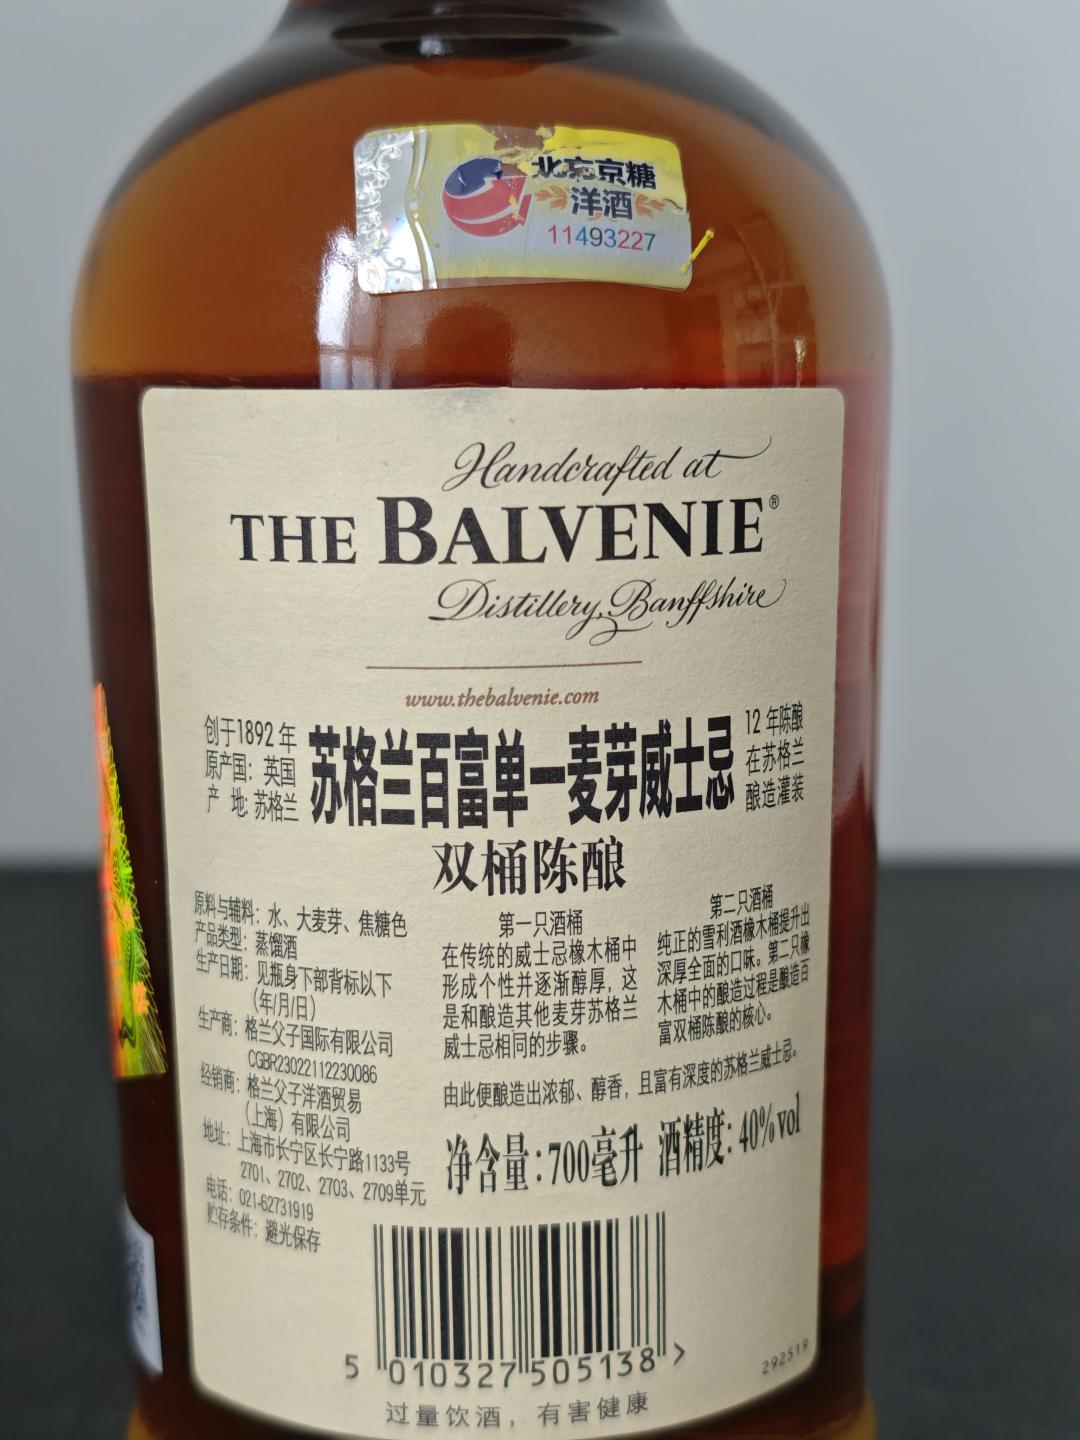 北京京糖
洋酒
11493227
Handcrafted at
THE BALVENIE®
Distillery, Banffshire
www.thebalvenie.com
创于1892年
原产国：英国
产 地：苏格兰
苏格兰百富单一麦芽威士忌
12年陈酿
在苏格兰
酿造灌装
双桶陈酿
原料与辅料：水、大麦芽、焦糖色
产品类型：蒸馏酒
生产日期：见瓶身下部背标以下
（年/月/日）
生产商：格兰父子国际有限公司
CGBR23022112230086
经销商：格兰父子洋酒贸易
（上海）有限公司
地址：上海市长宁区长宁路1133号
2701、2702、2703、2709单元
电话：021-62731919
贮存条件：避光保存
第一只酒桶
在传统的威士忌橡木桶中
形成个性并逐渐醇厚，这
是和酿造其他麦芽苏格兰
威士忌相同的步骤。
第二只酒桶
纯正的雪利酒橡木桶提升出
深厚全面的口味。第二只橡
木桶中的酿造过程是酿造百
富双桶陈酿的核心。
由此便酿造出浓郁、醇香，且富有深度的苏格兰威士忌。
净含量：700毫升 酒精度：40%vol
5 010327 505138 >
292519
过量饮酒，有害健康